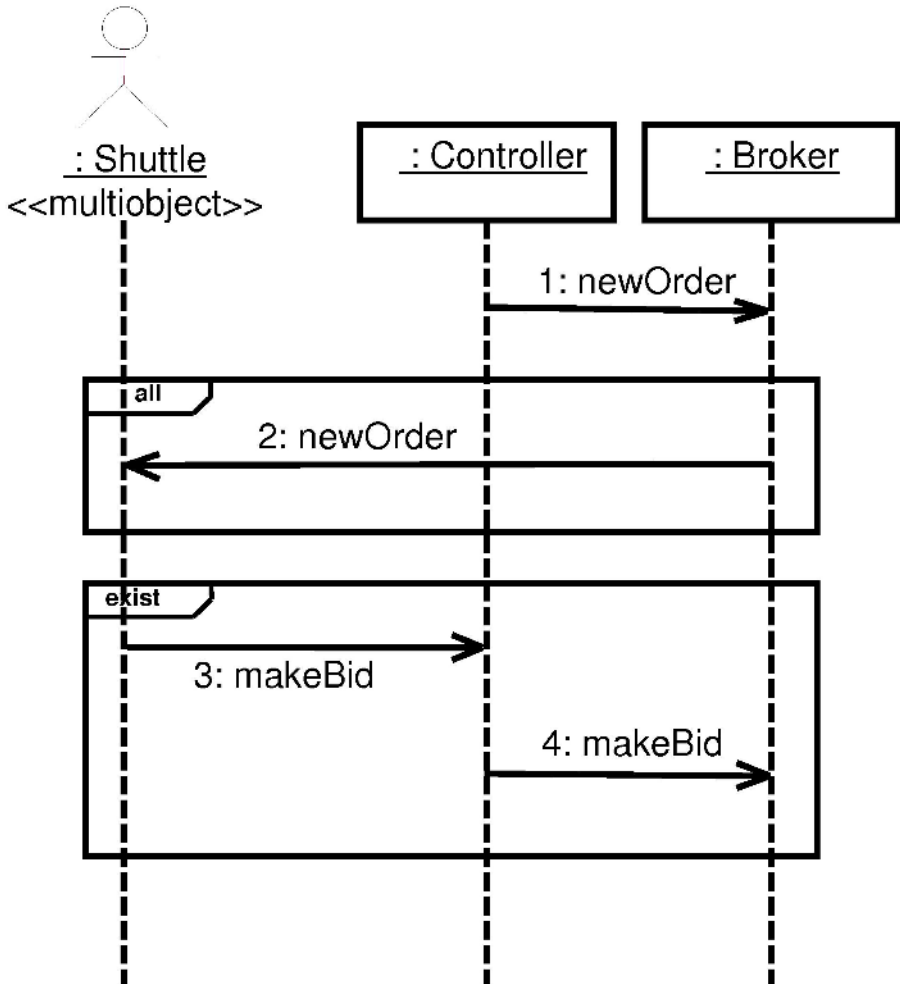 : Shuttle
<<multiobject>>
: Controller
: Broker
1: newOrder
all
2: newOrder
exist
3: makeBid
4: makeBid